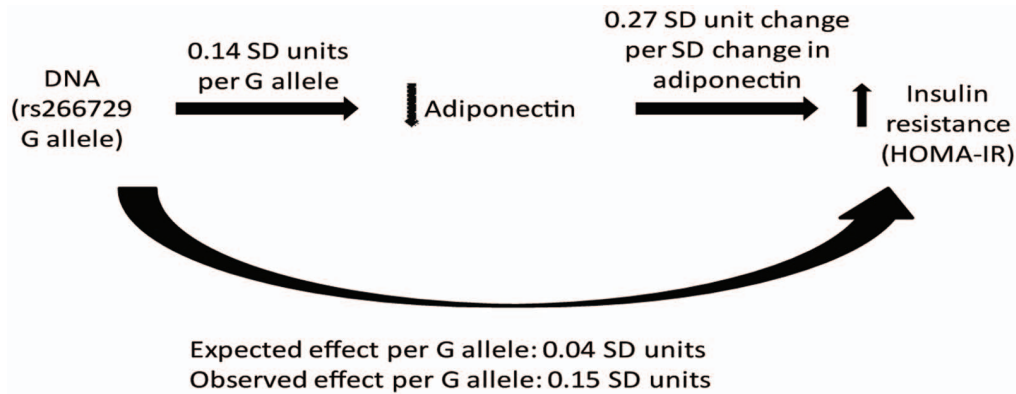 0.14 SD units
per G allele
0.27 SD unit change
per SD change in
adiponectin
DNA
(rs266729
G allele)
Adiponectin
Insulin
resistance
(HOMA-IR)
Expected effect per G allele: 0.04 SD units
Observed effect per G allele: 0.15 SD units